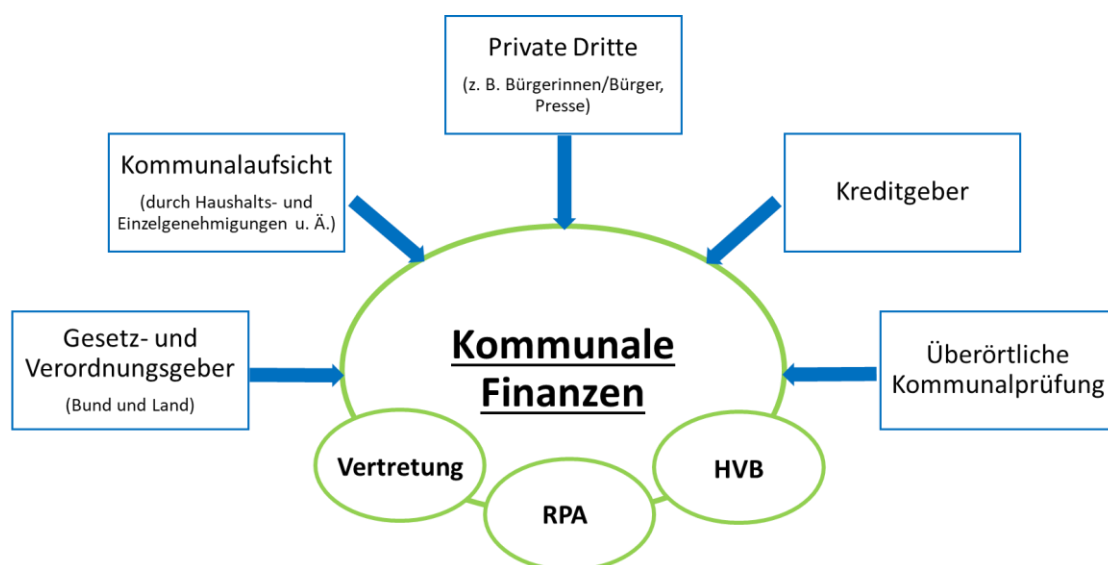 Private Dritte
(z. B. Bürgerinnen/Bürger,
Presse)
Kommunalaufsicht
(durch Haushalts- und
Einzelgenehmigungen u. Ä.)
Kreditgeber
Gesetz- und
Verordnungsgeber
(Bund und Land)
Kommunale
Finanzen
Überörtliche
Kommunalprüfung
Vertretung
RPA
HVB